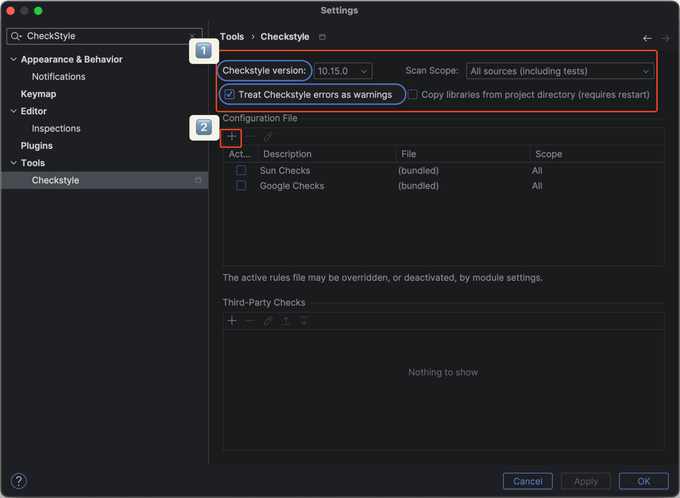 Settings
CheckStyle
Tools › Checkstyle
1
Appearance & Behavior
Notifications
Keymap
Editor
Inspections
Plugins
Tools
Checkstyle
Checkstyle version: 10.15.0 Scan Scope: All sources (including tests)
Treat Checkstyle errors as warnings Copy libraries from project directory (requires restart)
Configuration File
2
Act... Description File Scope
Sun Checks (bundled) All
Google Checks (bundled) All
The active rules file may be overridden, or deactivated, by module settings.
Third-Party Checks
Nothing to show
? Cancel Apply OK